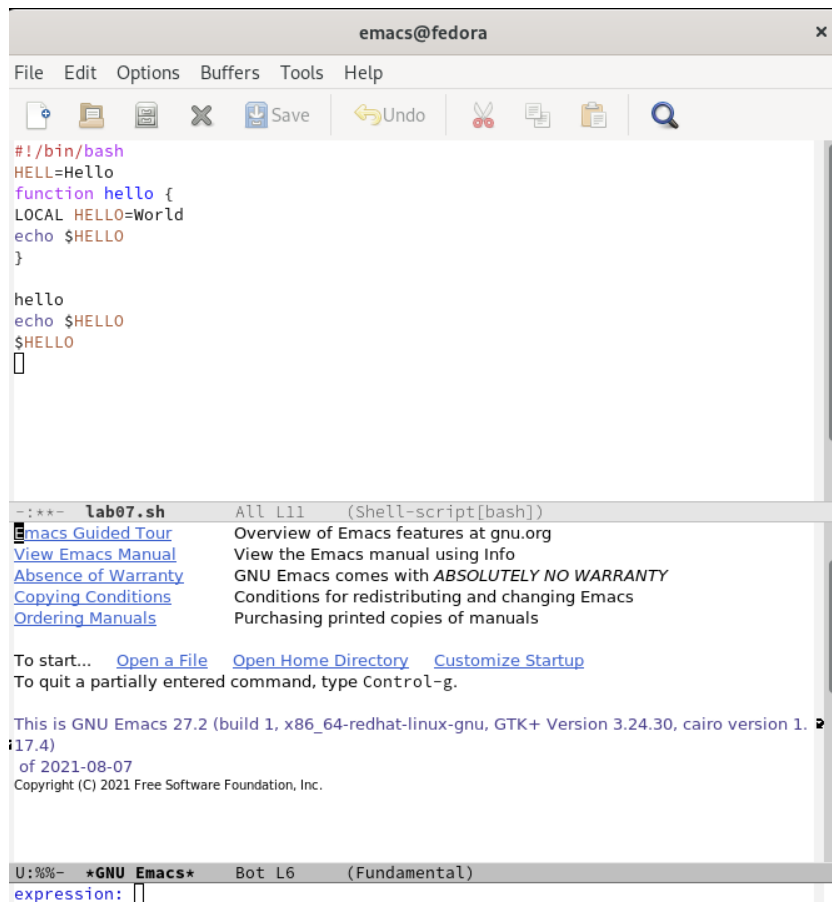 emacs@fedora ×
File Edit Options Buffers Tools Help
Save Undo
#!/bin/bash
HELL=Hello
function hello {
LOCAL HELLO=World
echo $HELLO
}
hello
echo $HELLO
$HELLO
-:**- lab07.sh All L11 (Shell-script[bash])
Emacs Guided Tour Overview of Emacs features at gnu.org
View Emacs Manual View the Emacs manual using Info
Absence of Warranty GNU Emacs comes with ABSOLUTELY NO WARRANTY
Copying Conditions Conditions for redistributing and changing Emacs
Ordering Manuals Purchasing printed copies of manuals
To start... Open a File Open Home Directory Customize Startup
To quit a partially entered command, type Control-g.
This is GNU Emacs 27.2 (build 1, x86_64-redhat-linux-gnu, GTK+ Version 3.24.30, cairo version 1.
17.4)
of 2021-08-07
Copyright (C) 2021 Free Software Foundation, Inc.
U:%%- *GNU Emacs* Bot L6 (Fundamental)
expression: